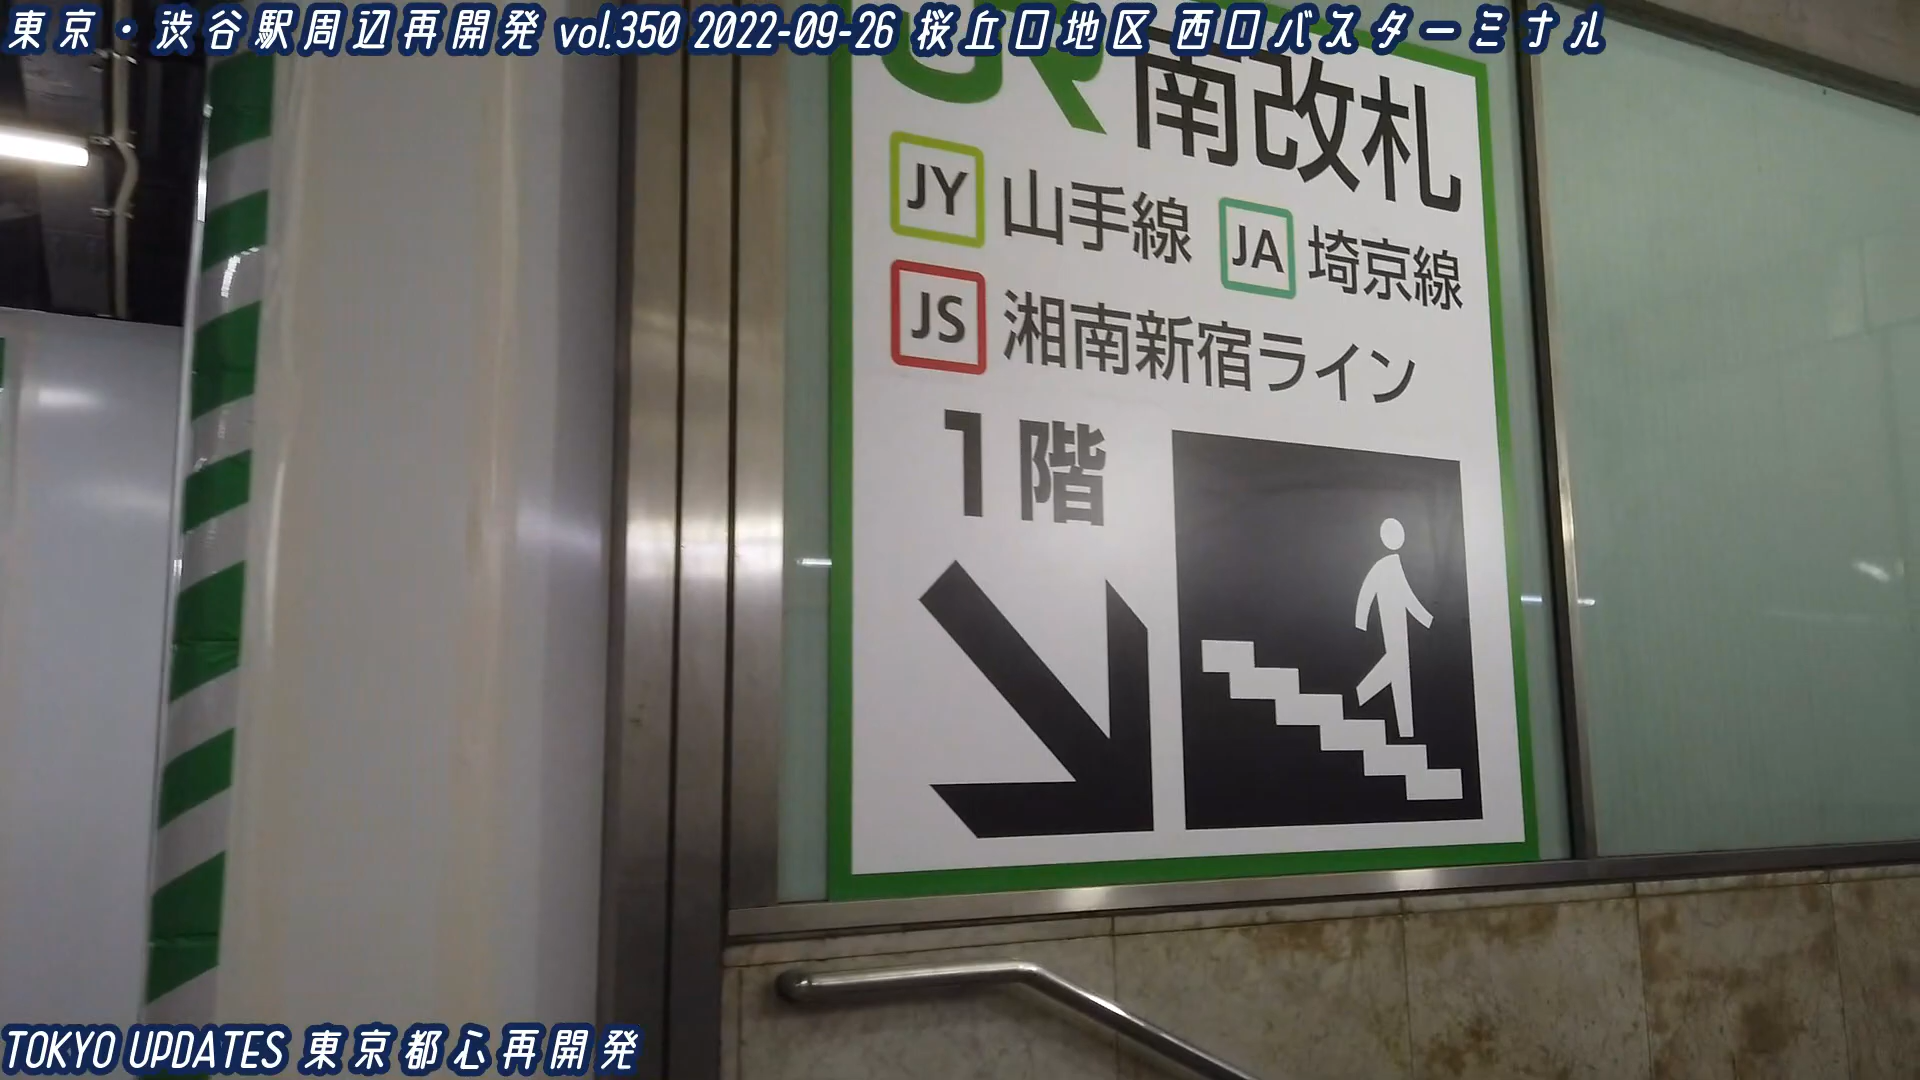 東京・渋谷駅周辺再開発 vol.350 2022-09-26 桜丘口地区 西口バスターミナル
JR 南改札
JY 山手線 JA 埼京線
JS 湘南新宿ライン
1階
TOKYO UPDATES 東京都心再開発